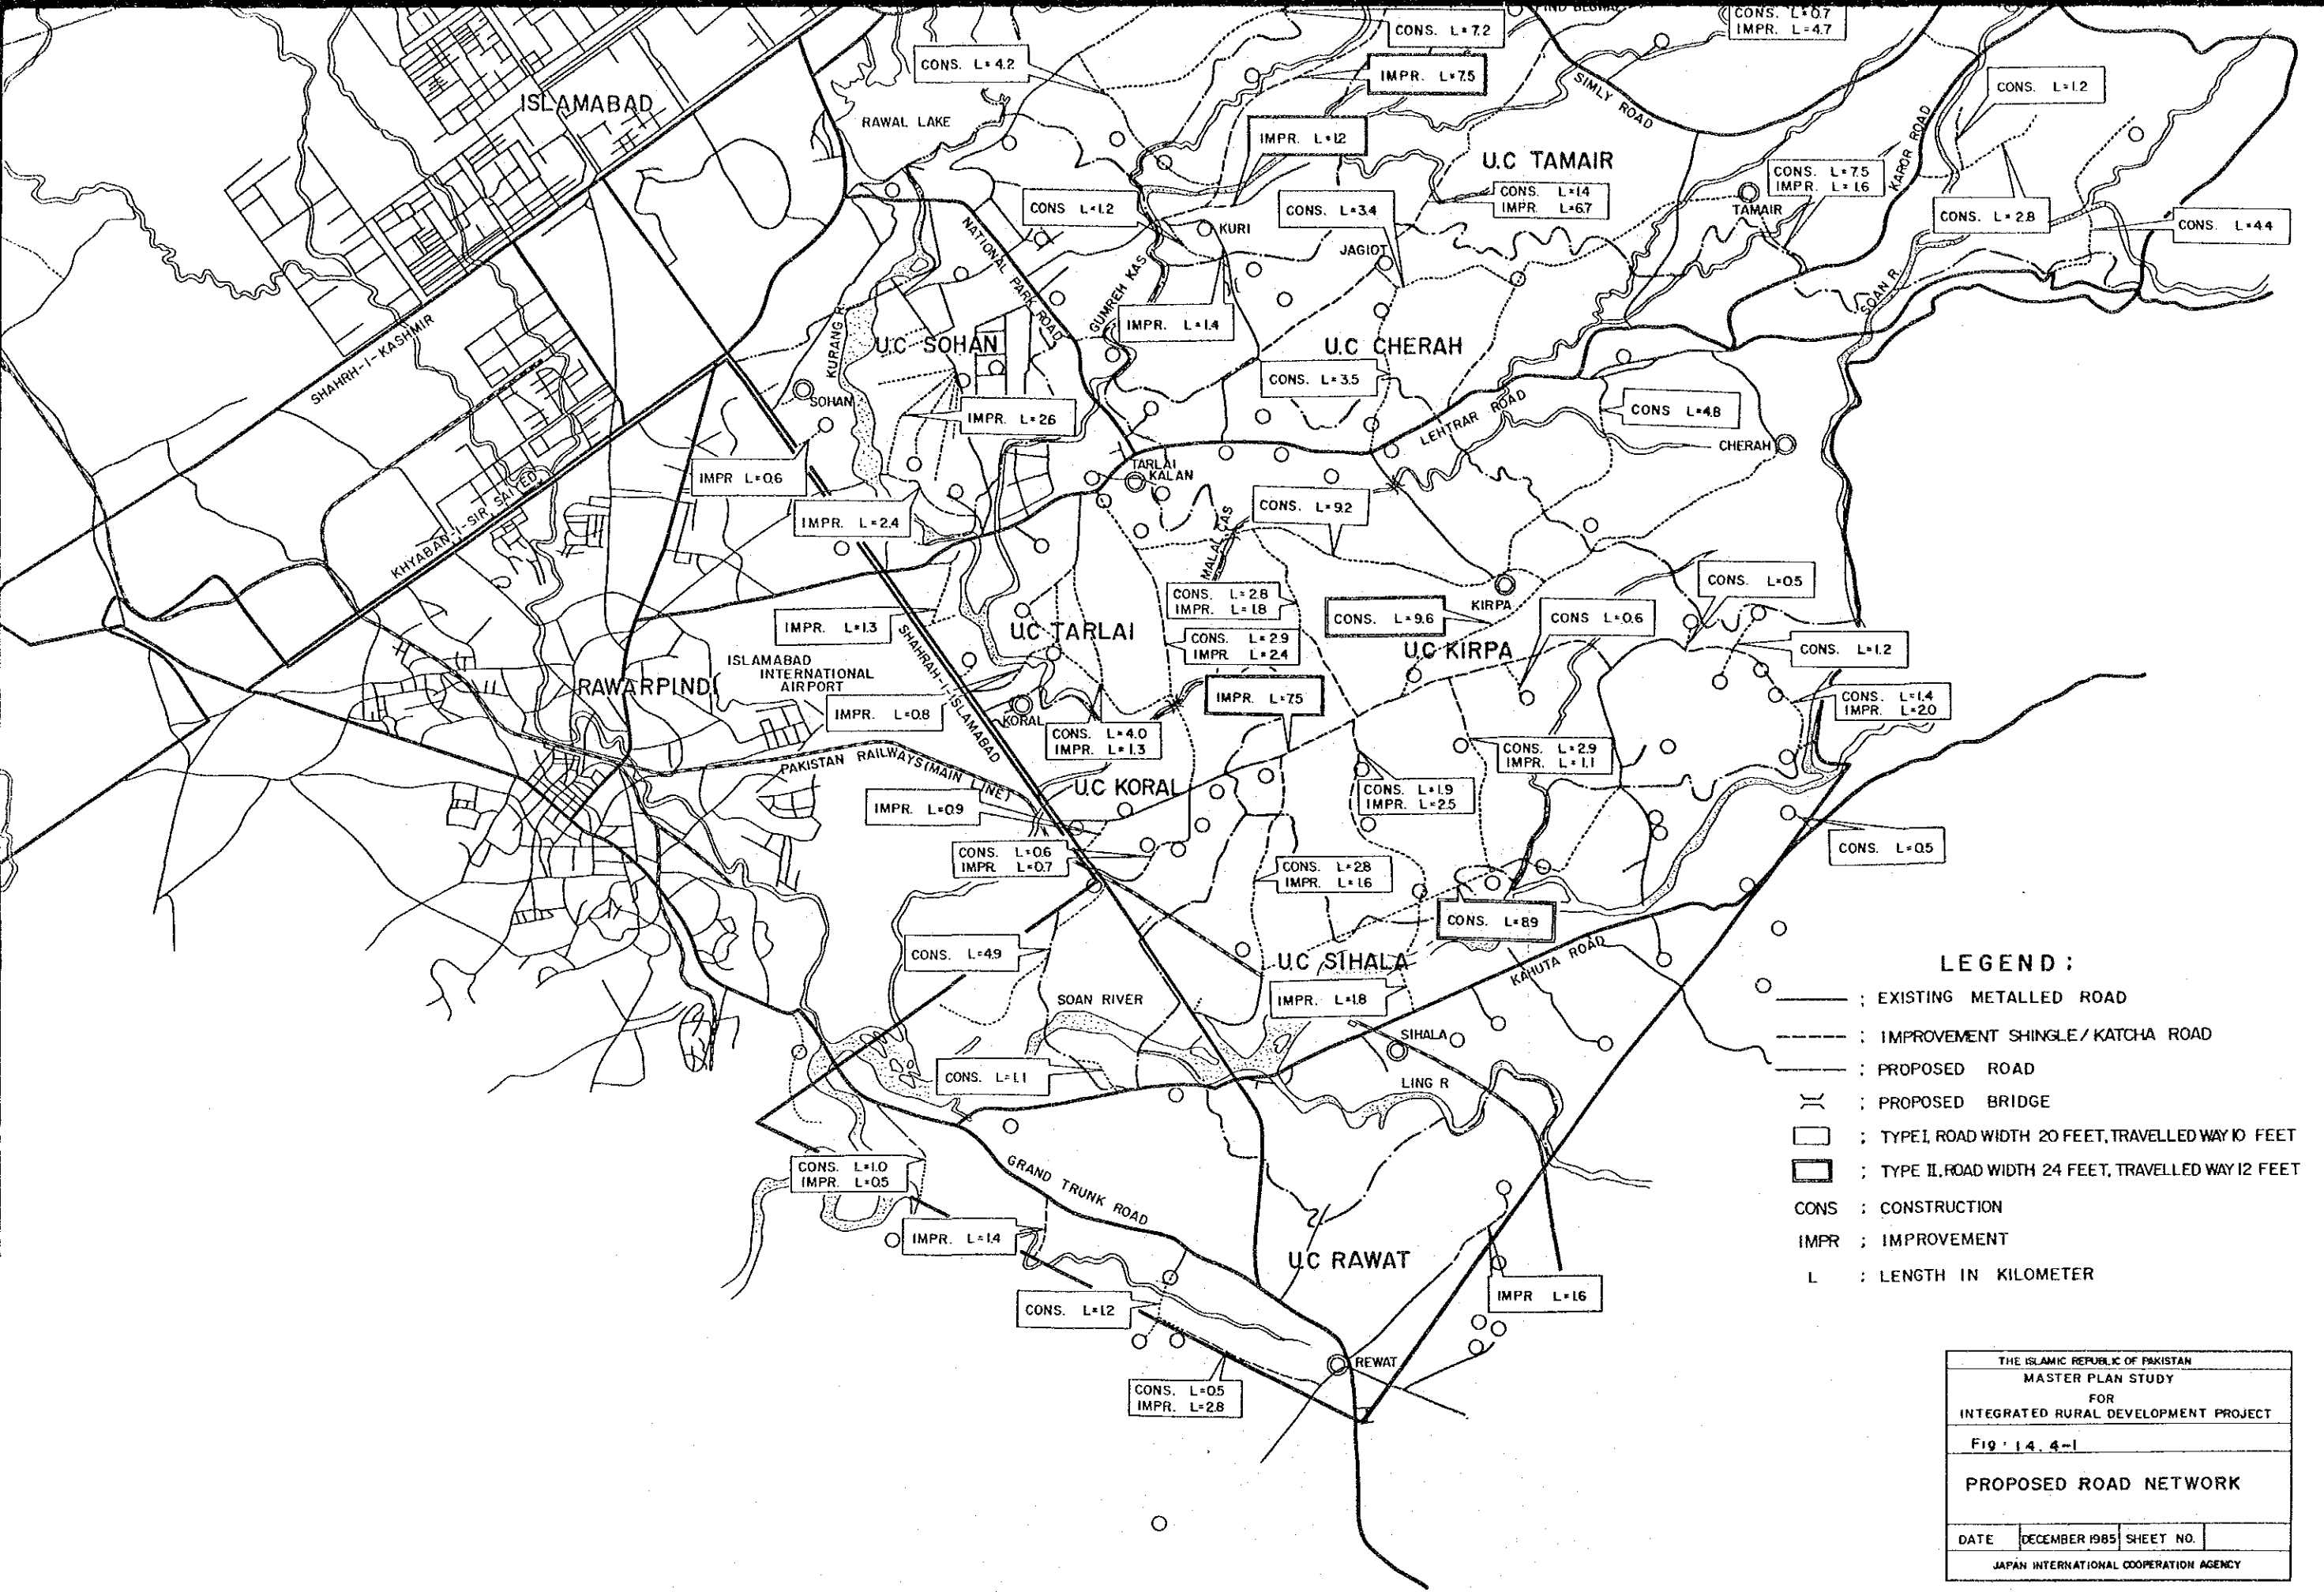 CONS. L=7.2
CONS. L=0.7
IMPR. L=4.7
CONS. L=4.2
IMPR. L=7.5
SIMLY ROAD
CONS. L=1.2
ISLAMABAD
RAWAL LAKE
IMPR. L=12
U.C TAMAIR
KAROR ROAD
CONS. L=7.5
IMPR. L=1.6
CONS. L=14
IMPR. L=6.7
TAMAIR
CONS L=1.2
CONS. L=3.4
CONS. L=2.8
CONS. L=4.4
KURI
JAGIOT
NATIONAL PARK ROAD
GUMREH KAS
SOAN R.
IMPR. L=1.4
SHAHRH-I-KASHMIR
KURANG R.
U.C SOHAN
U.C CHERAH
CONS. L=3.5
SOHAN
IMPR. L=26
LEHTRAR ROAD
CONS L=4.8
CHERAH
TARLAI
KALAN
IMPR L=0.6
KHYABAN-I-SIR SAIYED
IMPR. L=2.4
CONS. L=9.2
MALAL CAS
CONS. L=0.5
KIRPA
CONS. L=2.8
IMPR. L=1.8
CONS. L=9.6
CONS L=0.6
IMPR. L=1.3
SHAHRAH-I-ISLAMABAD
U.C TARLAI
CONS. L=2.9
IMPR L=2.4
U.C KIRPA
CONS. L=1.2
ISLAMABAD
INTERNATIONAL
AIRPORT
RAWARPINDI
IMPR. L=7.5
CONS. L=1.4
IMPR. L=2.0
IMPR. L=0.8
KORAL
CONS. L=4.0
IMPR. L=1.3
CONS. L=2.9
IMPR. L=1.1
PAKISTAN RAILWAYS (MAIN LINE)
U.C KORAL
CONS. L=1.9
IMPR. L=2.5
IMPR. L=0.9
CONS. L=0.6
IMPR L=0.7
CONS. L=0.5
CONS. L=2.8
IMPR. L=1.6
CONS. L=8.9
CONS. L=4.9
U.C SIHALA
KAHUTA ROAD
SOAN RIVER
IMPR. L=1.8
SIHALA
CONS. L=1.1
LING R
GRAND TRUNK ROAD
CONS. L=1.0
IMPR. L=0.5
IMPR. L=1.4
U.C RAWAT
CONS. L=1.2
IMPR L=1.6
REWAT
CONS. L=0.5
IMPR. L=2.8
LEGEND ;
; EXISTING METALLED ROAD
; IMPROVEMENT SHINGLE/KATCHA ROAD
; PROPOSED ROAD
; PROPOSED BRIDGE
; TYPE I, ROAD WIDTH 20 FEET, TRAVELLED WAY 10 FEET
; TYPE II, ROAD WIDTH 24 FEET, TRAVELLED WAY 12 FEET
CONS ; CONSTRUCTION
IMPR ; IMPROVEMENT
L ; LENGTH IN KILOMETER
THE ISLAMIC REPUBLIC OF PAKISTAN
MASTER PLAN STUDY
FOR
INTEGRATED RURAL DEVELOPMENT PROJECT
Fig. 14.4-1
PROPOSED ROAD NETWORK
DATE DECEMBER 1985 SHEET NO.
JAPAN INTERNATIONAL COOPERATION AGENCY